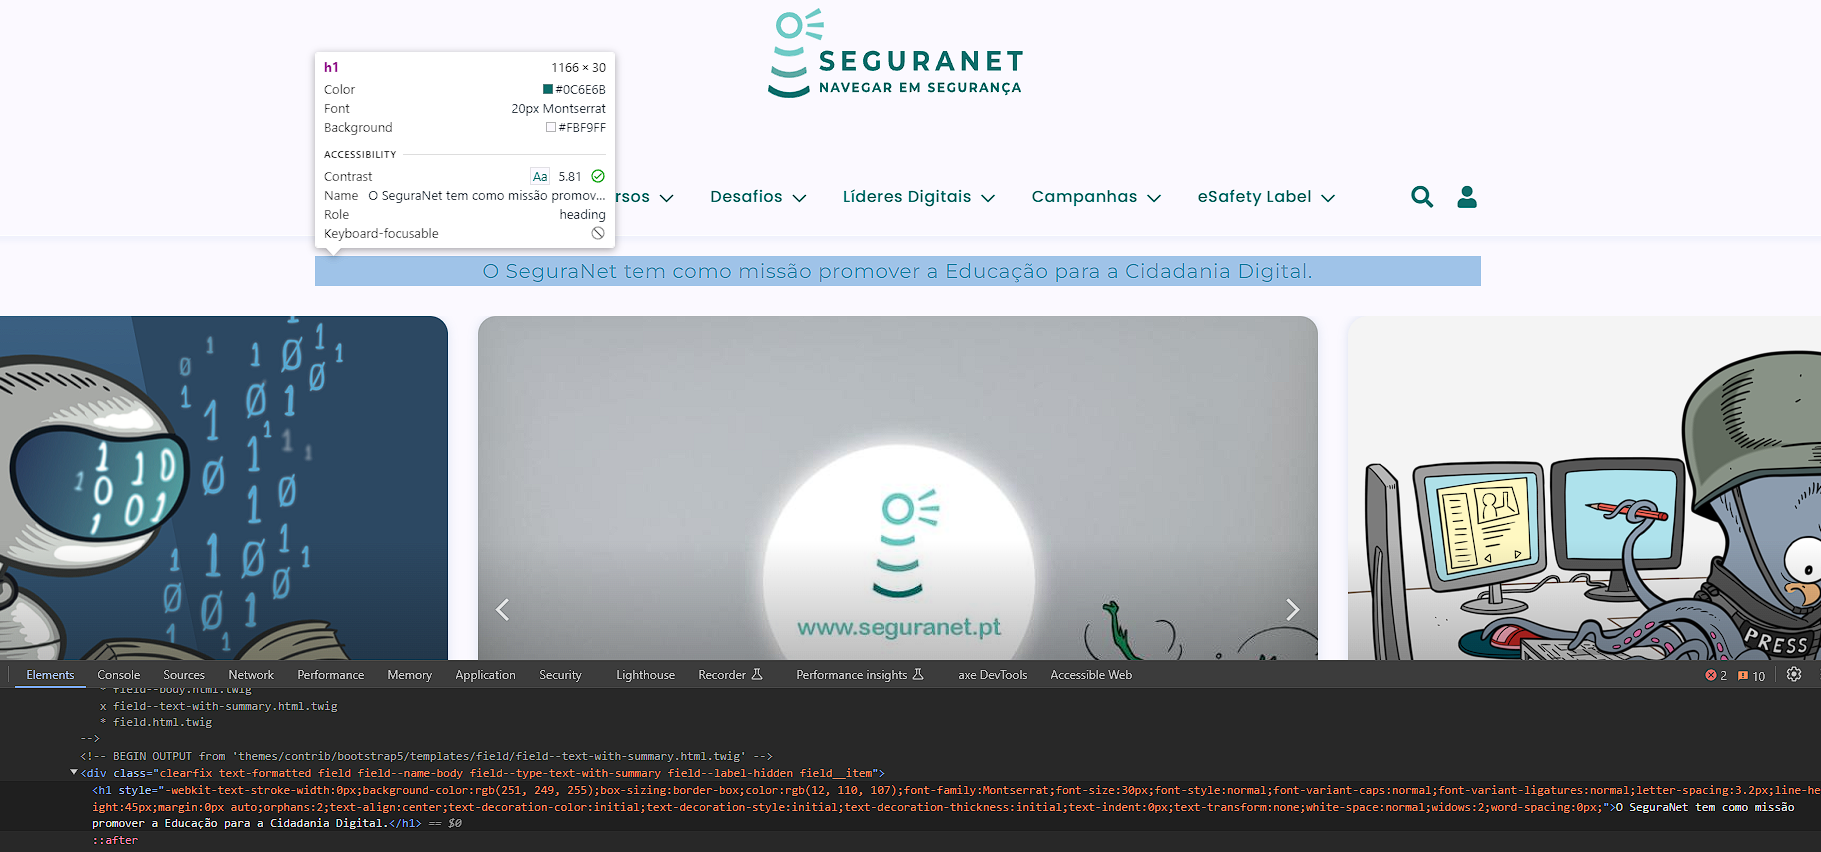 SEGURANET
NAVEGAR EM SEGURANÇA
h1 1166 × 30
Color #0C6E6B
Font 20px Montserrat
Background #FBF9FF
ACCESSIBILITY
Contrast Aa 5.81
Name O SeguraNet tem como missão promov...
Role heading
Keyboard-focusable
rsos Desafios Líderes Digitais Campanhas eSafety Label
O SeguraNet tem como missão promover a Educação para a Cidadania Digital.
www.seguranet.pt
PRESS
Elements Console Sources Network Performance Memory Application Security Lighthouse Recorder Performance insights axe DevTools Accessible Web 2 10
* field--body.html.twig
x field--text-with-summary.html.twig
* field.html.twig
-->
<!-- BEGIN OUTPUT from 'themes/contrib/bootstrap5/templates/field/field--text-with-summary.html.twig' -->
<div class="clearfix text-formatted field field--name-body field--type-text-with-summary field--label-hidden field__item">
<h1 style="-webkit-text-stroke-width:0px;background-color:rgb(251, 249, 255);box-sizing:border-box;color:rgb(12, 110, 107);font-family:Montserrat;font-size:30px;font-style:normal;font-variant-caps:normal;font-variant-ligatures:normal;letter-spacing:3.2px;line-he
ight:45px;margin:0px auto;orphans:2;text-align:center;text-decoration-color:initial;text-decoration-style:initial;text-decoration-thickness:initial;text-indent:0px;text-transform:none;white-space:normal;widows:2;word-spacing:0px;">O SeguraNet tem como missão
promover a Educação para a Cidadania Digital.</h1> == $0
::after